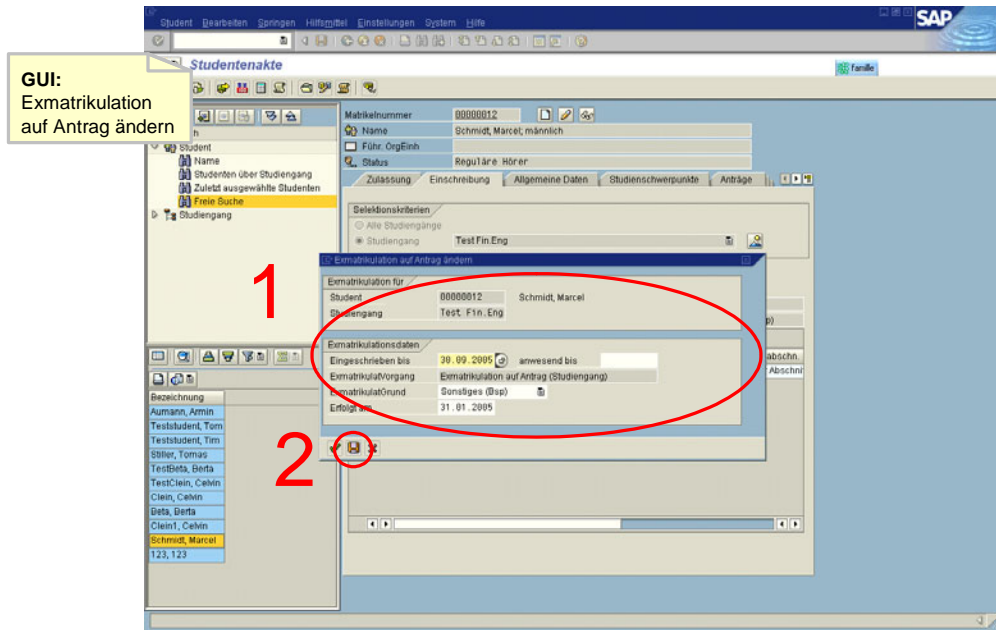 Student Bearbeiten Springen Hilfsmittel Einstellungen System Hilfe
SAP
Studentenakte
Familie
GUI:
Exmatrikulation
auf Antrag ändern
Student
Name
Studenten über Studiengang
Zuletzt ausgewählte Studenten
Freie Suche
Studiengang
Matrikelnummer 00000012
Name Schmidt, Marcel; männlich
Führ. OrgEinh
Status Reguläre Hörer
Zulassung Einschreibung Allgemeine Daten Studienschwerpunkte Anträge
Selektionskriterien
Alle Studiengänge
Studiengang Test Fin.Eng
Exmatrikulation auf Antrag ändern
1
Exmatrikulation für
Student 00000012 Schmidt, Marcel
Studiengang Test Fin.Eng
Exmatrikulationsdaten
Eingeschrieben bis 30.09.2005 anwesend bis
ExmatrikulatVorgang Exmatrikulation auf Antrag (Studiengang)
ExmatrikulatGrund Sonstiges (Bsp)
Erfolgt am 31.01.2005
abschn.
Abschni
2
Bezeichnung
Aumann, Armin
Teststudent, Tom
Teststudent, Tim
Stiller, Tomas
TestBeta, Berta
TestClein, Celvin
Clein, Celvin
Beta, Berta
Clein1, Celvin
Schmidt, Marcel
123, 123